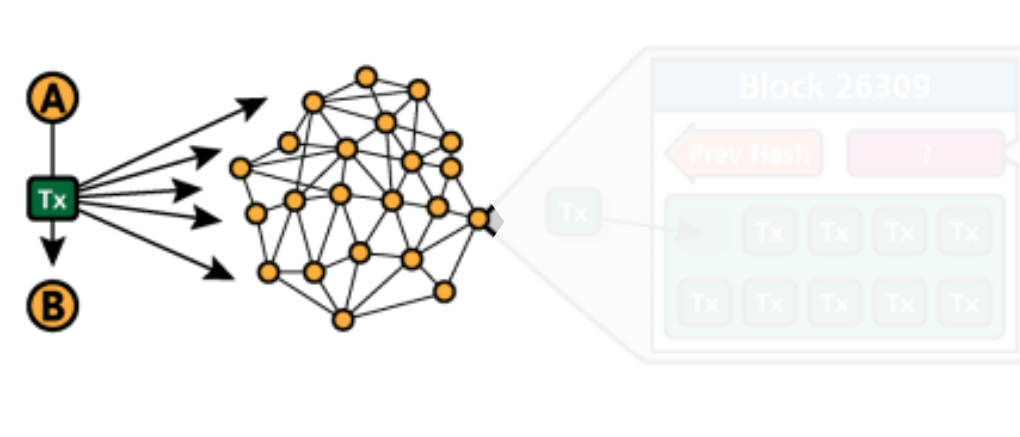 A
Tx
B
Block 26309
Prev Hash
?
Tx
Tx Tx Tx Tx
Tx Tx Tx Tx Tx